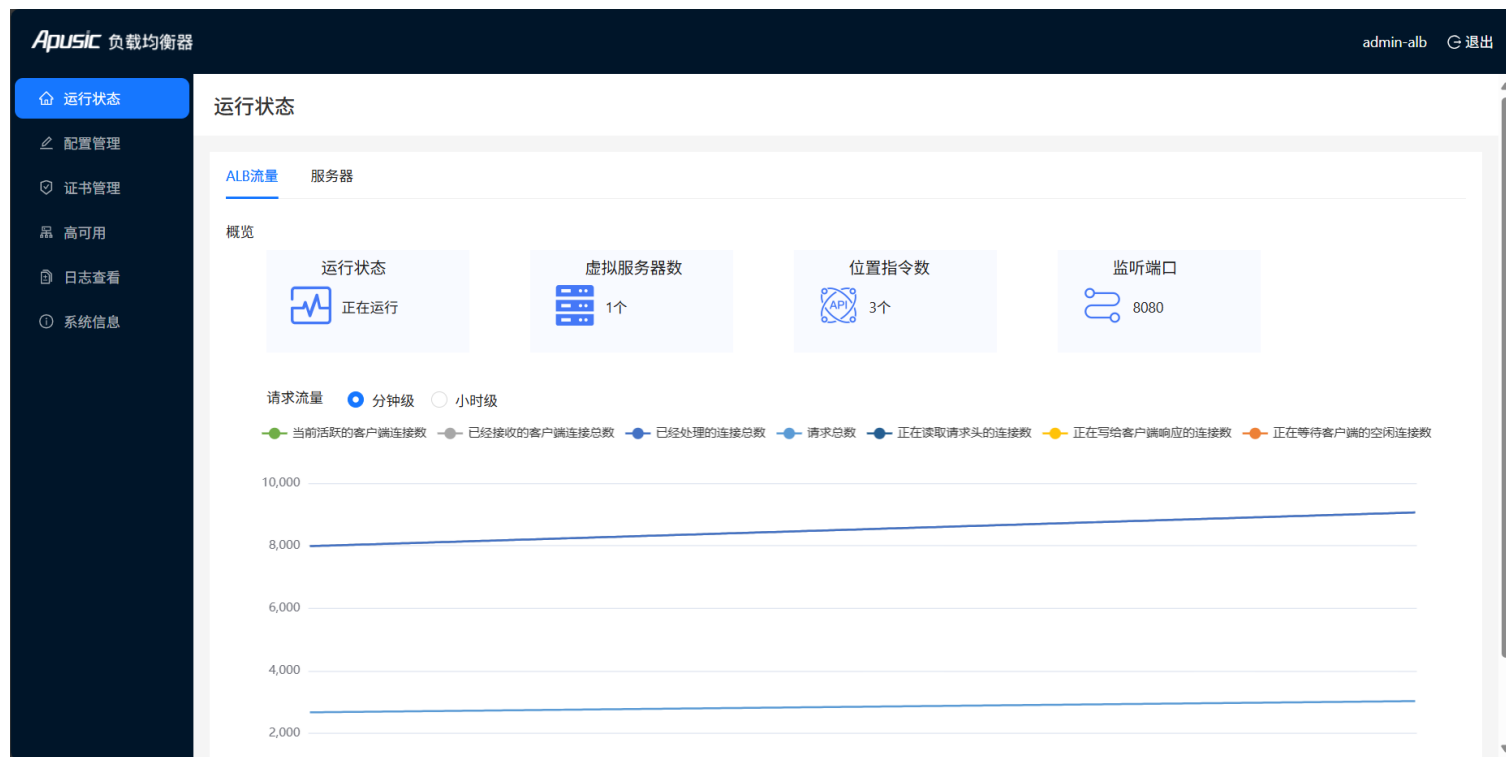 Apusic 负载均衡器
admin-alb 退出
运行状态
配置管理
证书管理
高可用
日志查看
系统信息
运行状态
ALB流量 服务器
概览
运行状态 虚拟服务器数 位置指令数 监听端口
正在运行 1个 API 3个 8080
请求流量 分钟级 小时级
当前活跃的客户端连接数 已经接收的客户端连接总数 已经处理的连接总数 请求总数 正在读取请求头的连接数 正在写给客户端响应的连接数 正在等待客户端的空闲连接数
10,000
8,000
6,000
4,000
2,000